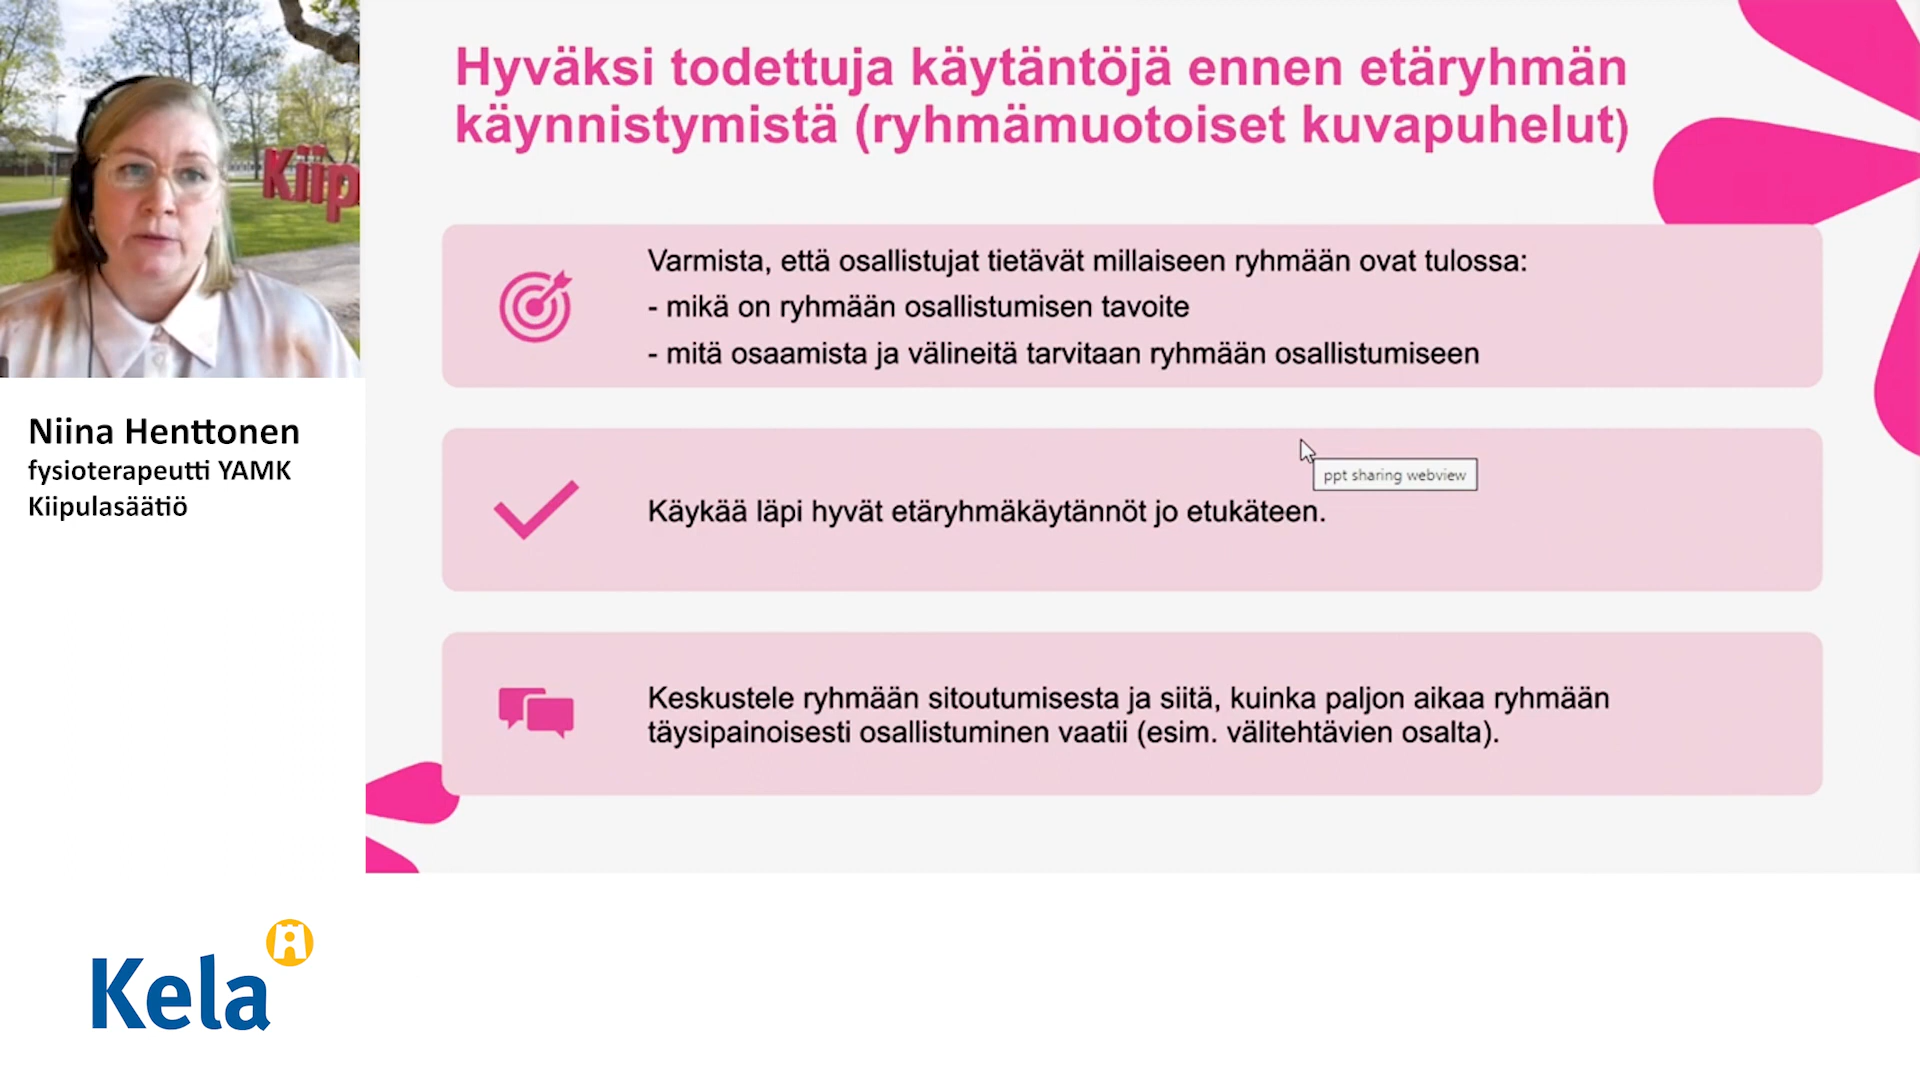 Hyväksi todettuja käytäntöjä ennen etäryhmän
käynnistymistä (ryhmämuotoiset kuvapuhelut)
Kiip
Varmista, että osallistujat tietävät millaiseen ryhmään ovat tulossa:
- mikä on ryhmään osallistumisen tavoite
- mitä osaamista ja välineitä tarvitaan ryhmään osallistumiseen
Niina Henttonen
fysioterapeutti YAMK
Kiipulasäätiö
ppt sharing webview
Käykää läpi hyvät etäryhmäkäytännöt jo etukäteen.
Keskustele ryhmään sitoutumisesta ja siitä, kuinka paljon aikaa ryhmään
täysipainoisesti osallistuminen vaatii (esim. välitehtävien osalta).
Kela